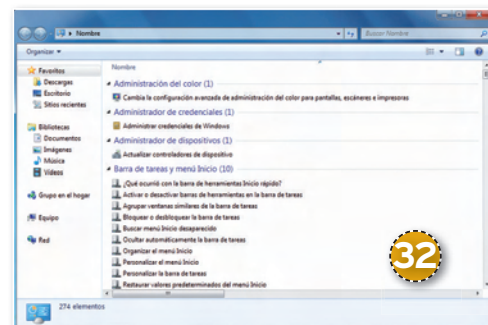 Nombre
Buscar Nombre
Organizar
Favoritos
Descargas
Escritorio
Sitios recientes
Bibliotecas
Documentos
Imágenes
Música
Vídeos
Grupo en el hogar
Equipo
Red
Nombre
Administración del color (1)
Cambia la configuración avanzada de administración del color para pantallas, escáneres e impresoras
Administrador de credenciales (1)
Administrar credenciales de Windows
Administrador de dispositivos (1)
Actualizar controladores de dispositivo
Barra de tareas y menú Inicio (10)
¿Qué ocurrió con la barra de herramientas Inicio rápido?
Activar o desactivar barras de herramientas en la barra de tareas
Agrupar ventanas similares de la barra de tareas
Bloquear o desbloquear la barra de tareas
Buscar menú Inicio desaparecido
Ocultar automáticamente la barra de tareas
Organizar el menú Inicio
Personalizar el menú Inicio
Personalizar la barra de tareas
Restaurar valores predeterminados del menú Inicio
274 elementos
32